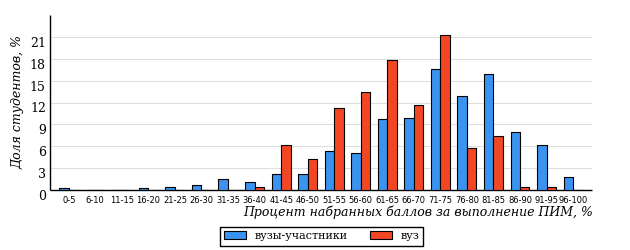 Доля студентов, %
21
18
15
12
9
6
3
0
0-5 6-10 11-15 16-20 21-25 26-30 31-35 36-40 41-45 46-50 51-55 56-60 61-65 66-70 71-75 76-80 81-85 86-90 91-95 96-100
Процент набранных баллов за выполнение ПИМ, %
вузы-участники вуз